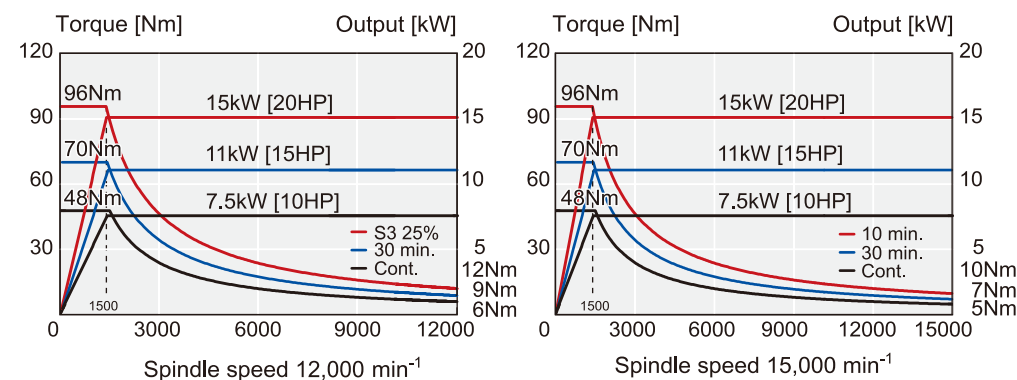 Torque [Nm] Output [kW]
120 20
96Nm
15kW [20HP]
90 15
70Nm
11kW [15HP]
60 10
48Nm
7.5kW [10HP]
S3 25%
30 30 min. 5
Cont. 12Nm
9Nm
1500 6Nm
0 3000 6000 9000 12000
Spindle speed 12,000 min-1
Torque [Nm] Output [kW]
120 20
96Nm
15kW [20HP]
90 15
70Nm
11kW [15HP]
60 10
48Nm
7.5kW [10HP]
10 min.
30 30 min. 5
Cont. 10Nm
7Nm
1500 5Nm
0 3000 6000 9000 12000 15000
Spindle speed 15,000 min-1